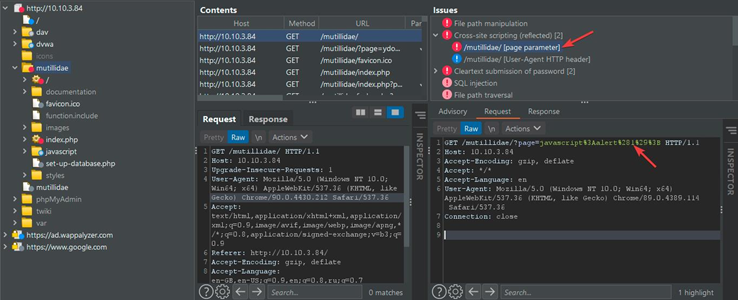 http://10.10.3.84
/
dav
dvwa
icons
mutillidae
/
documentation
favicon.ico
function.include
images
index.php
javascript
set-up-database.php
styles
mutillidae
phpMyAdmin
twiki
var
https://ad.wappalyzer.com
https://www.google.com
Contents
Host Method URL Par
http://10.10.3.84 GET /mutillidae/
http://10.10.3.84 GET /mutillidae/?page=ydo...
http://10.10.3.84 GET /mutillidae/favicon.ico
http://10.10.3.84 GET /mutillidae/index.php
http://10.10.3.84 GET /mutillidae/index.php?p...
Request Response
Pretty Raw \n Actions
1 GET /mutillidae/ HTTP/1.1
2 Host: 10.10.3.84
3 Upgrade-Insecure-Requests: 1
4 User-Agent: Mozilla/5.0 (Windows NT 10.0;
Win64; x64) AppleWebKit/537.36 (KHTML, like
Gecko) Chrome/90.0.4430.212 Safari/537.36
5 Accept:
text/html,application/xhtml+xml,application/
xml;q=0.9,image/avif,image/webp,image/apng,*
/*;q=0.8,application/signed-exchange;v=b3;q=
0.9
6 Referer: http://10.10.3.84/
7 Accept-Encoding: gzip, deflate
8 Accept-Language:
en-GB,en-US;q=0.9,en;q=0.8,ru;q=0.7
Search... 0 matches
INSPECTOR
Issues
File path manipulation
Cross-site scripting (reflected) [2]
/mutillidae/ [page parameter]
/mutillidae/ [User-Agent HTTP header]
Cleartext submission of password [2]
SQL injection
File path traversal
Advisory Request Response
Pretty Raw \n Actions
1 GET /mutillidae/?page=javascript%3Aalert%281%29%3B HTTP/1.1
2 Host: 10.10.3.84
3 Accept-Encoding: gzip, deflate
4 Accept: */*
5 Accept-Language: en
6 User-Agent: Mozilla/5.0 (Windows NT 10.0; Win64; x64)
AppleWebKit/537.36 (KHTML, like Gecko) Chrome/89.0.4389.114
Safari/537.36
7 Connection: close
8
9
Search... 1 highlight
INSPECTOR